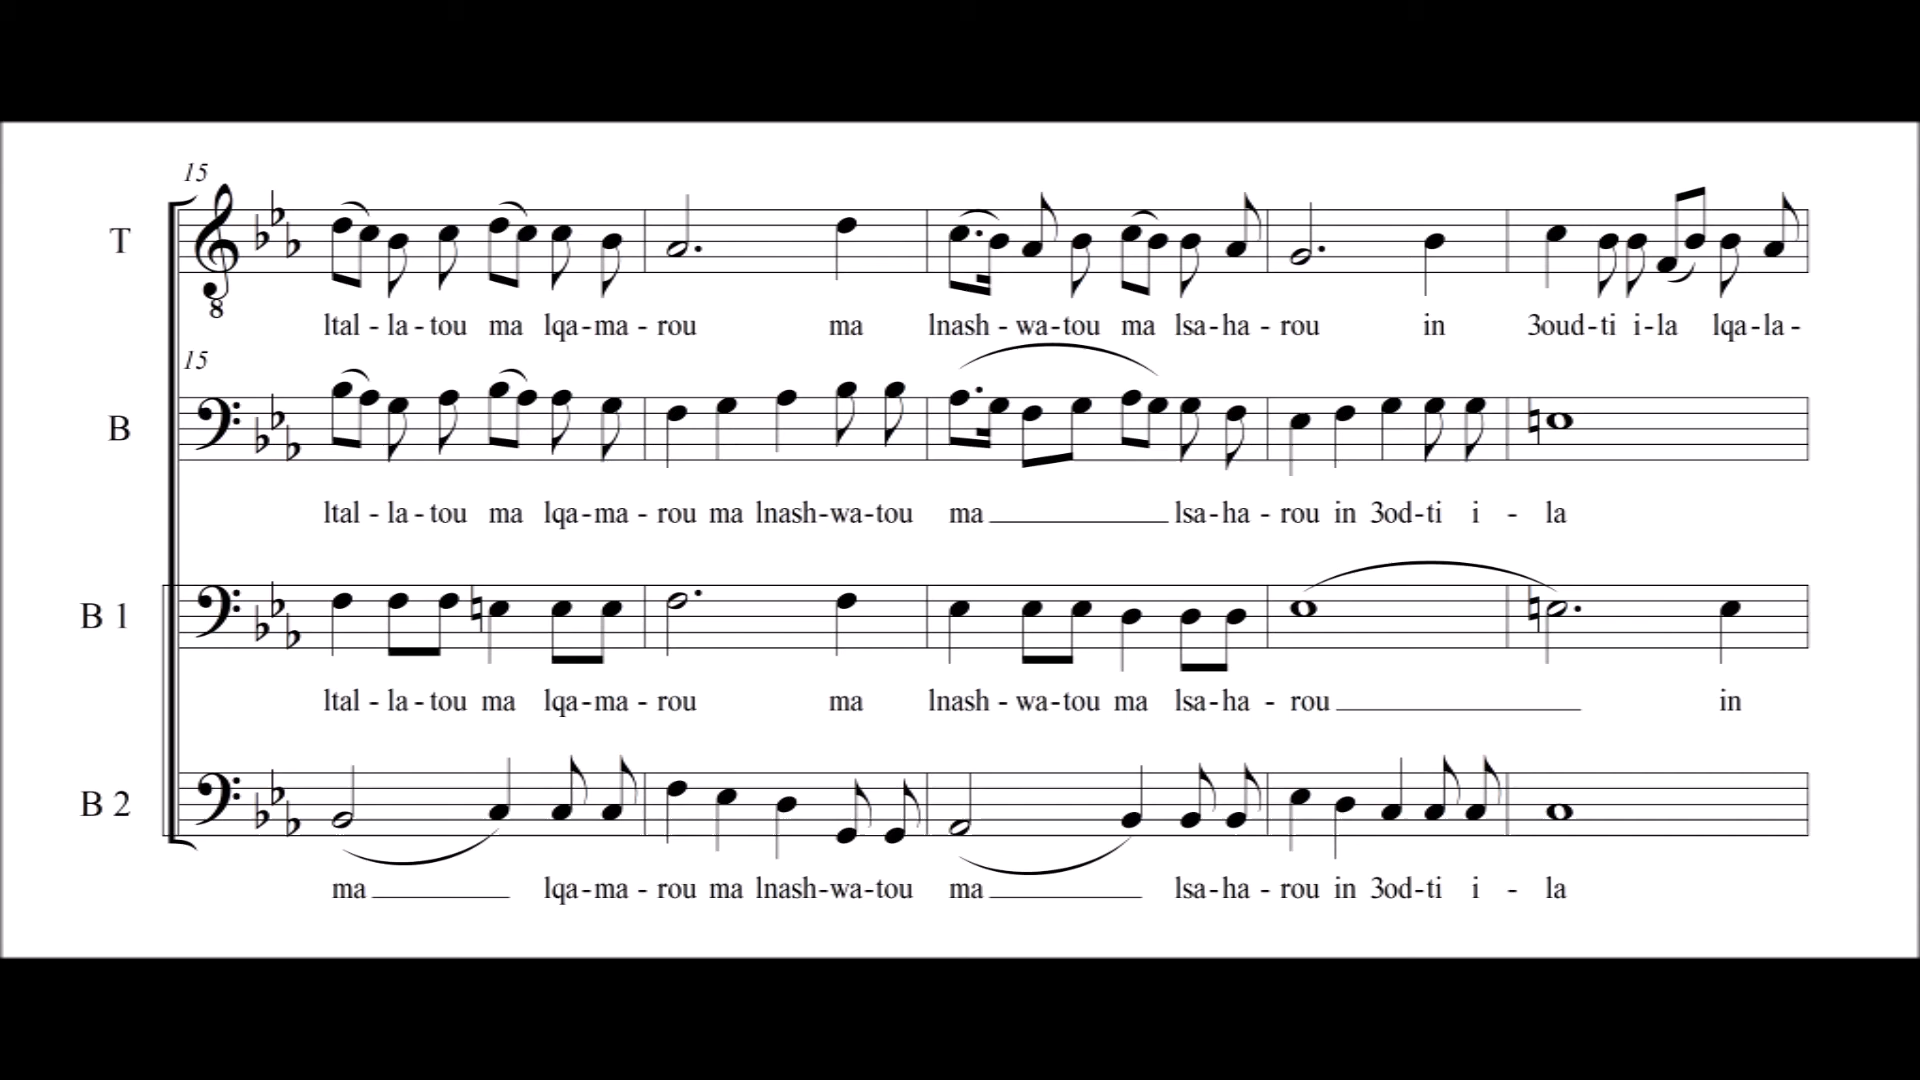 15
T
8
ltal - la - tou ma lqa - ma - rou ma lnash - wa - tou ma lsa - ha - rou in 3oud - ti i - la lqa - la -
15
B
ltal - la - tou ma lqa - ma - rou ma lnash - wa - tou ma lsa - ha - rou in 3od - ti i - la
B 1
ltal - la - tou ma lqa - ma - rou ma lnash - wa - tou ma lsa - ha - rou in
B 2
ma lqa - ma - rou ma lnash - wa - tou ma lsa - ha - rou in 3od - ti i - la